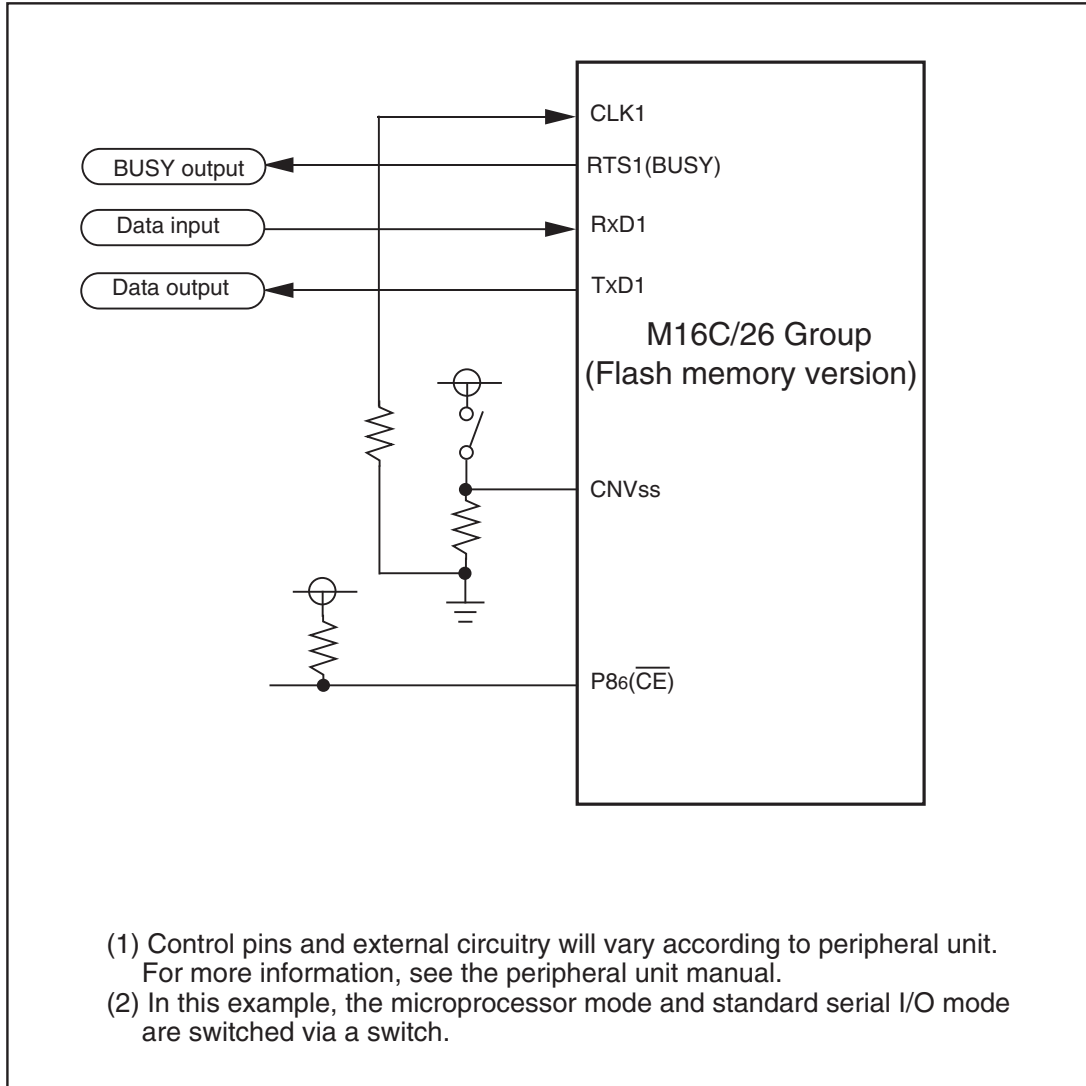 CLK1
BUSY output
RTS1(BUSY)
Data input
RxD1
Data output
TxD1
M16C/26 Group
(Flash memory version)
CNVss
P86(CE)
(1) Control pins and external circuitry will vary according to peripheral unit.
For more information, see the peripheral unit manual.
(2) In this example, the microprocessor mode and standard serial I/O mode
are switched via a switch.